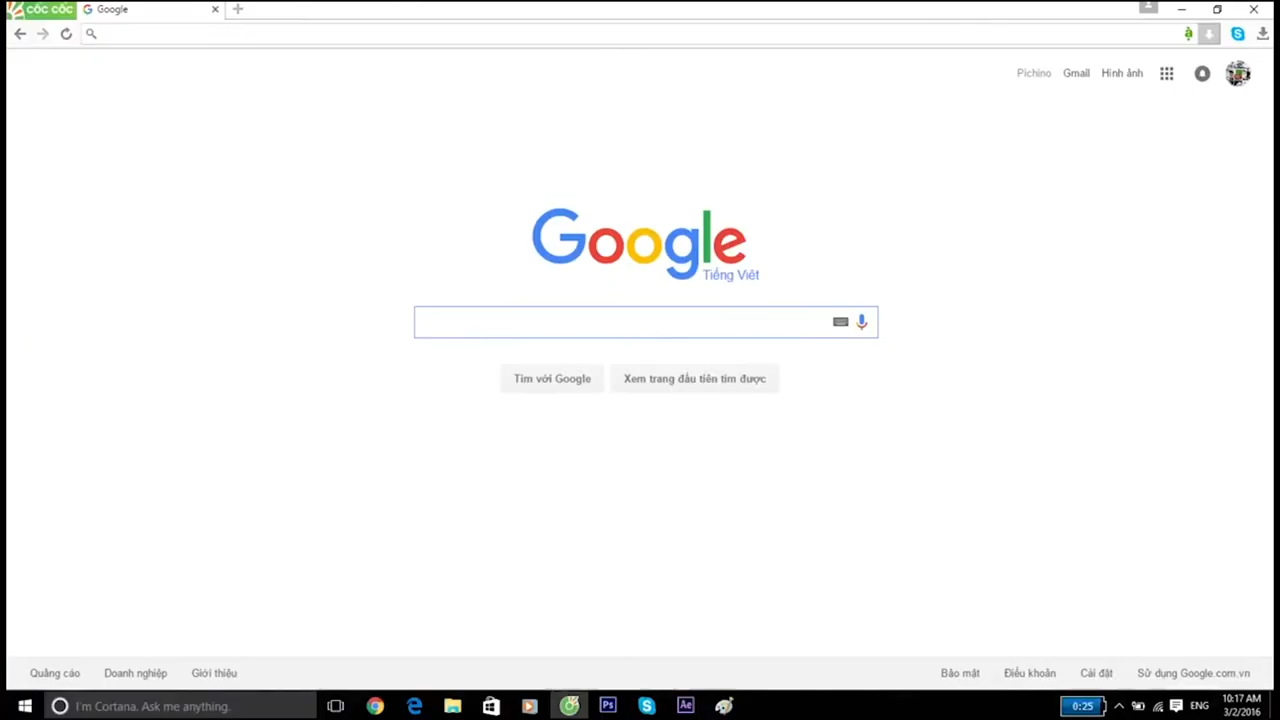 CỐC CỐC Google
Pichino Gmail Hình ảnh
Google
Tiếng Việt
Tìm với Google Xem trang đầu tiên tìm được
Quảng cáo Doanh nghiệp Giới thiệu Bảo mật Điều khoản Cài đặt Sử dụng Google.com.vn
I'm Cortana. Ask me anything. Ps Ae 0:25 ENG 10:17 AM
3/2/2016